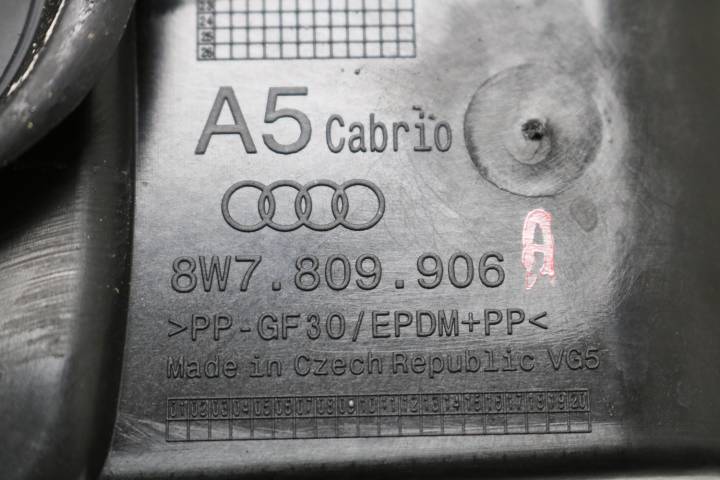 A5 Cabrio
8W7.809.906 A
>PP-GF30/EPDM+PP<
Made in Czech Republic VG5
01 02 03 04 05 06 07 08 09 10 11 12 13 14 15 16 17 18 19 20